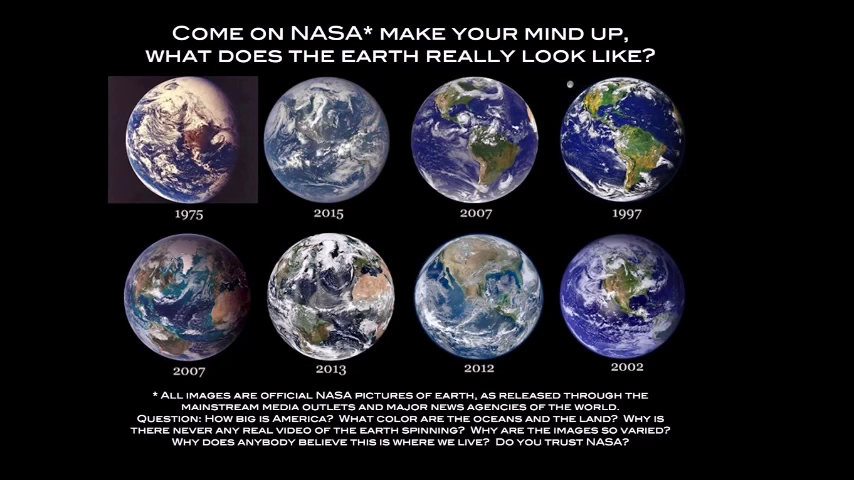 Come on NASA* make your mind up,
what does the earth really look like?
1975
2015
2007
1997
2007
2013
2012
2002
* All images are official NASA pictures of earth, as released through the
mainstream media outlets and major news agencies of the world.
Question: How big is America? What color are the oceans and the land? Why is
there never any real video of the earth spinning? Why are the images so varied?
Why does anybody believe this is where we live? Do you trust NASA?